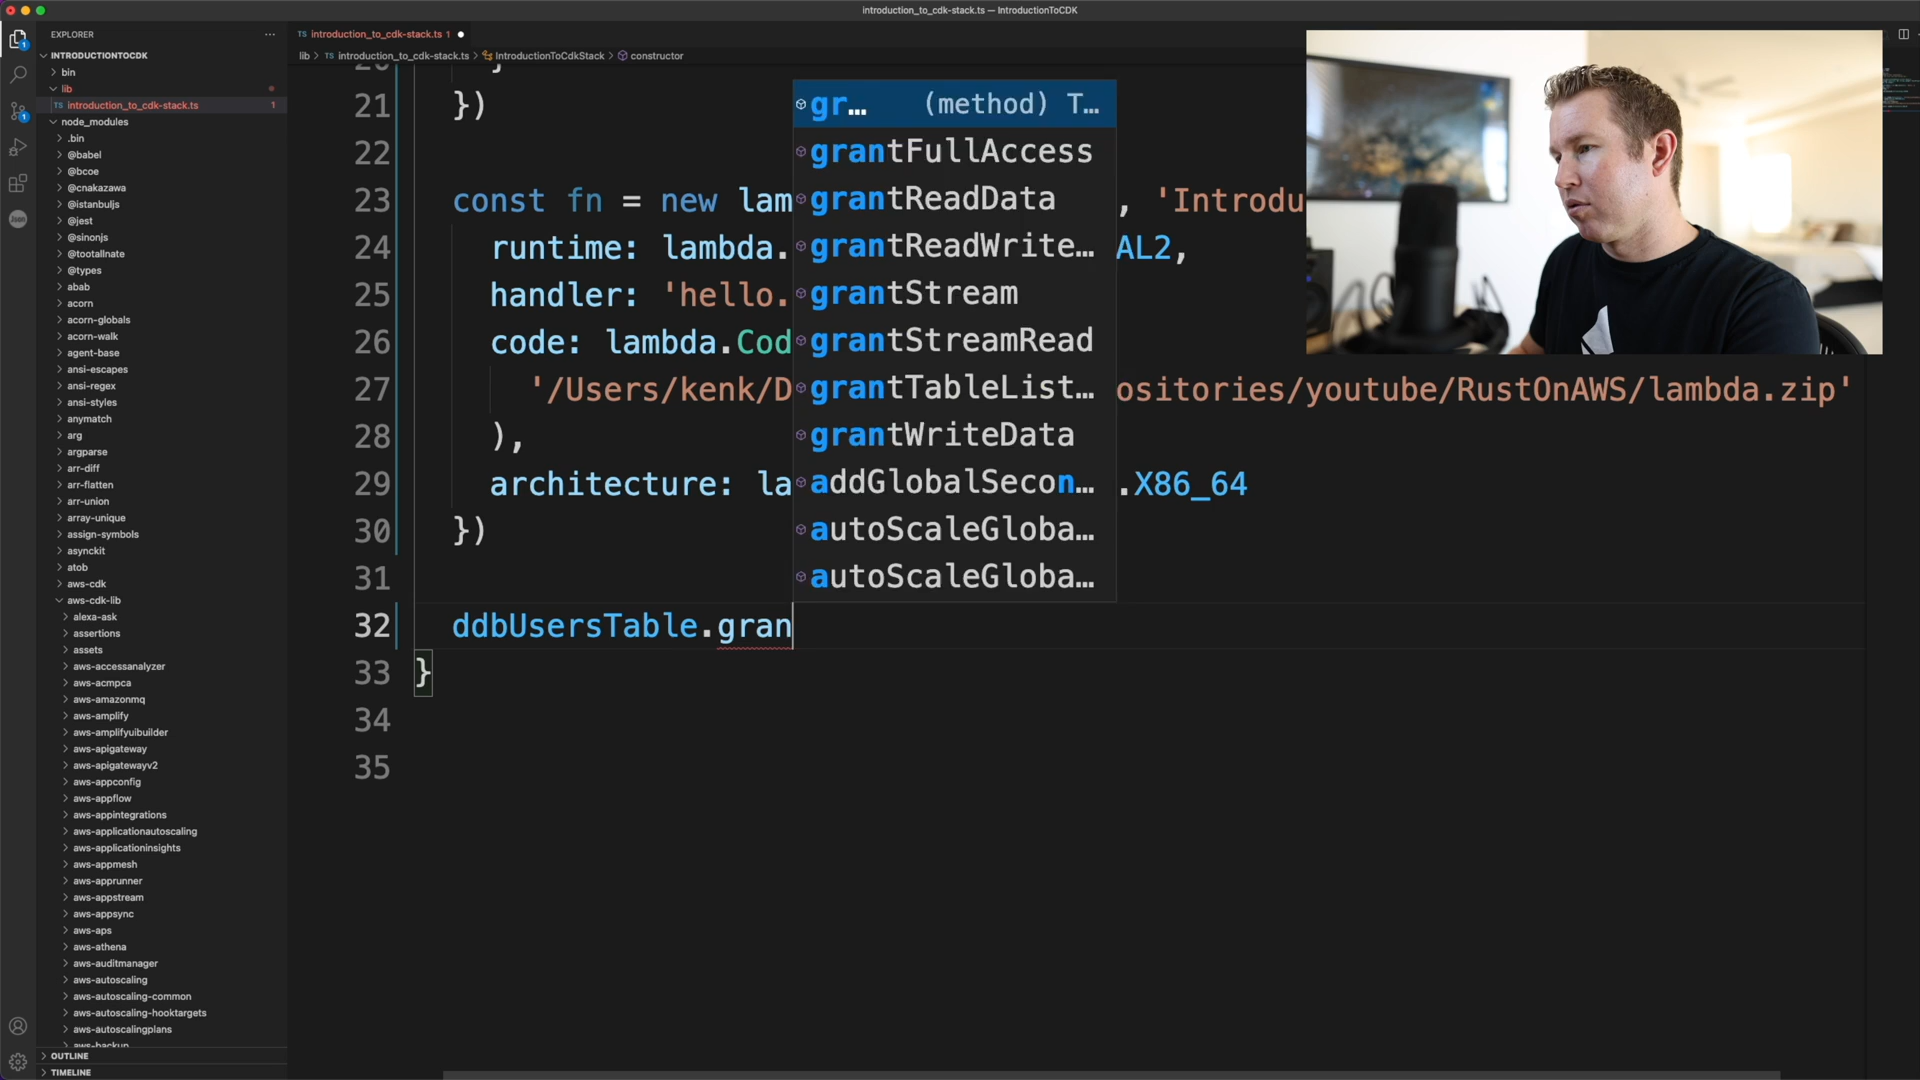 introduction_to_cdk-stack.ts — IntroductionToCDK
EXPLORER
INTRODUCTIONTOCDK
bin
lib
TS introduction_to_cdk-stack.ts 1
node_modules
.bin
@babel
@bcoe
@cnakazawa
@istanbuljs
@jest
@sinonjs
@tootallnate
@types
abab
acorn
acorn-globals
acorn-walk
agent-base
ansi-escapes
ansi-regex
ansi-styles
anymatch
arg
argparse
arr-diff
arr-flatten
arr-union
array-unique
assign-symbols
asynckit
atob
aws-cdk
aws-cdk-lib
alexa-ask
assertions
assets
aws-accessanalyzer
aws-acmpca
aws-amazonmq
aws-amplify
aws-amplifyuibuilder
aws-apigateway
aws-apigatewayv2
aws-appconfig
aws-appflow
aws-appintegrations
aws-applicationautoscaling
aws-applicationinsights
aws-appmesh
aws-apprunner
aws-appstream
aws-appsync
aws-aps
aws-athena
aws-auditmanager
aws-autoscaling
aws-autoscaling-common
aws-autoscaling-hooktargets
aws-autoscalingplans
aws-backup
OUTLINE
TIMELINE
TS introduction_to_cdk-stack.ts 1
lib > TS introduction_to_cdk-stack.ts > IntroductionToCdkStack > constructor
21 })
22
23 const fn = new lam , 'Introdu
24 runtime: lambda. AL2,
25 handler: 'hello.
26 code: lambda.Cod
27 '/Users/kenk/D ositories/youtube/RustOnAWS/lambda.zip'
28 ),
29 architecture: la .X86_64
30 })
31
32 ddbUsersTable.gran
33 }
34
35
gr… (method) T…
grantFullAccess
grantReadData
grantReadWrite…
grantStream
grantStreamRead
grantTableList…
grantWriteData
addGlobalSecon…
autoScaleGloba…
autoScaleGloba…